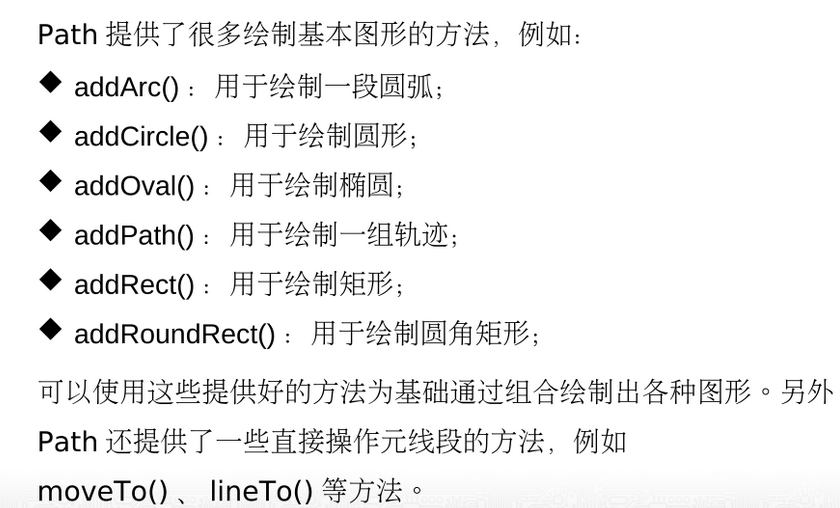 Path 提供了很多绘制基本图形的方法，例如：
◆ addArc()：用于绘制一段圆弧；
◆ addCircle()：用于绘制圆形；
◆ addOval()：用于绘制椭圆；
◆ addPath()：用于绘制一组轨迹；
◆ addRect()：用于绘制矩形；
◆ addRoundRect()：用于绘制圆角矩形；
可以使用这些提供好的方法为基础通过组合绘制出各种图形。另外
Path 还提供了一些直接操作元线段的方法，例如
moveTo()、 lineTo() 等方法。